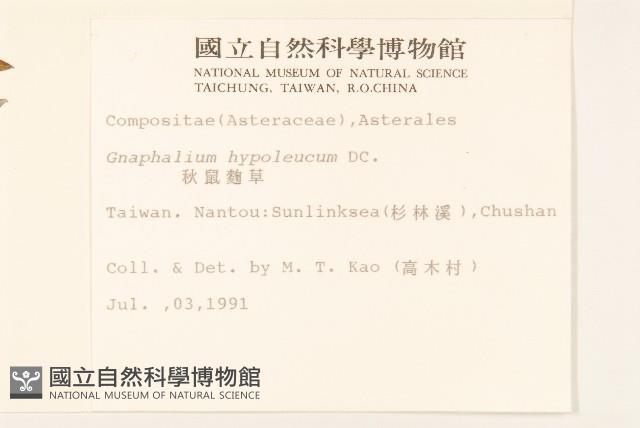 國立自然科學博物館
NATIONAL MUSEUM OF NATURAL SCIENCE
TAICHUNG, TAIWAN, R.O.CHINA
Compositae(Asteraceae),Asterales
Gnaphalium hypoleucum DC.
秋鼠麴草
Taiwan. Nantou:Sunlinksea(杉林溪),Chushan
Coll. & Det. by M. T. Kao (高木村)
Jul. ,03,1991
國立自然科學博物館
NATIONAL MUSEUM OF NATURAL SCIENCE